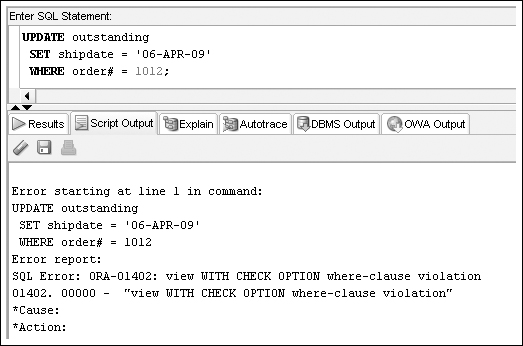 Enter SQL Statement:
UPDATE outstanding
SET shipdate = '06-APR-09'
WHERE order# = 1012;
Results Script Output Explain Autotrace DBMS Output OWA Output
Error starting at line 1 in command:
UPDATE outstanding
SET shipdate = '06-APR-09'
WHERE order# = 1012
Error report:
SQL Error: ORA-01402: view WITH CHECK OPTION where-clause violation
01402. 00000 - "view WITH CHECK OPTION where-clause violation"
*Cause:
*Action: